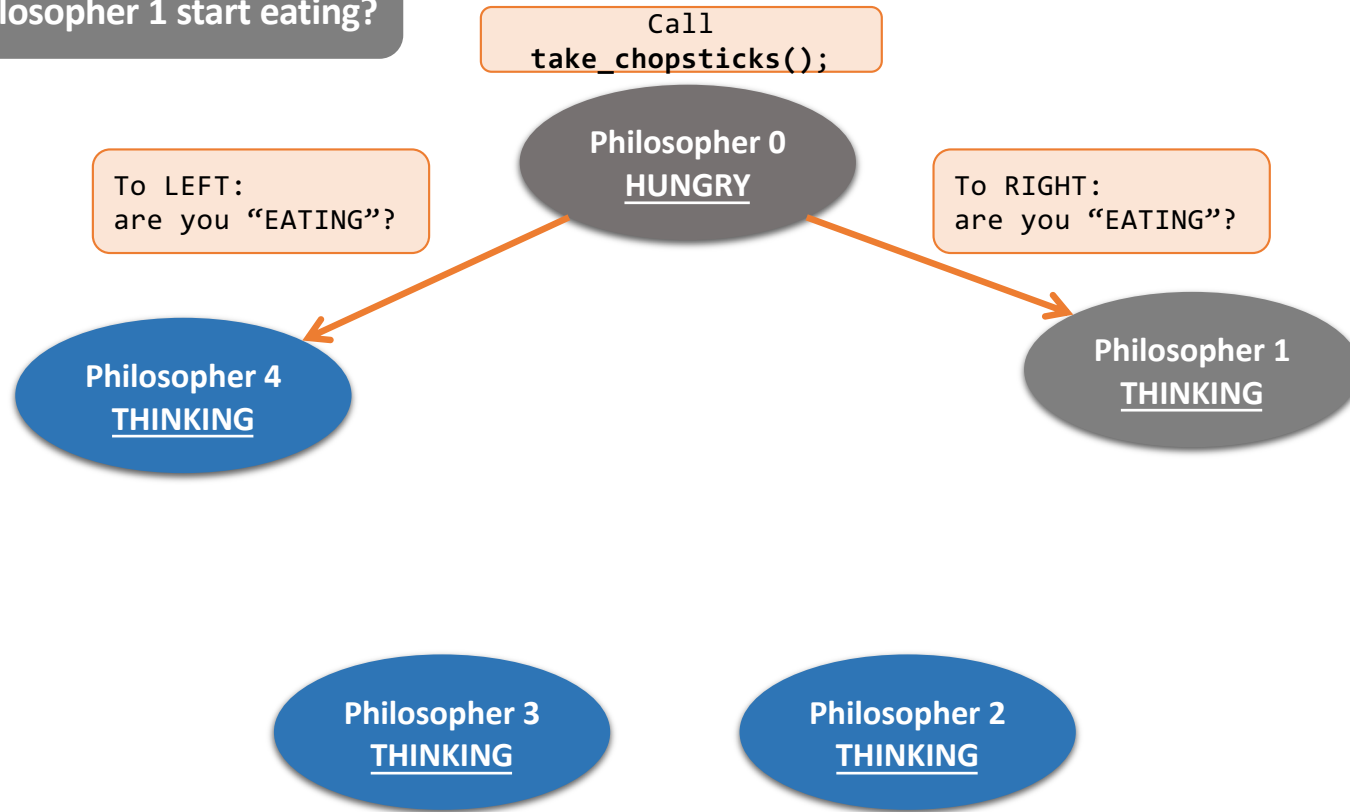 Philosopher 1 start eating?
Call
take_chopsticks();
Philosopher 0
HUNGRY
To LEFT:
are you “EATING”?
To RIGHT:
are you “EATING”?
Philosopher 4
THINKING
Philosopher 1
THINKING
Philosopher 3
THINKING
Philosopher 2
THINKING